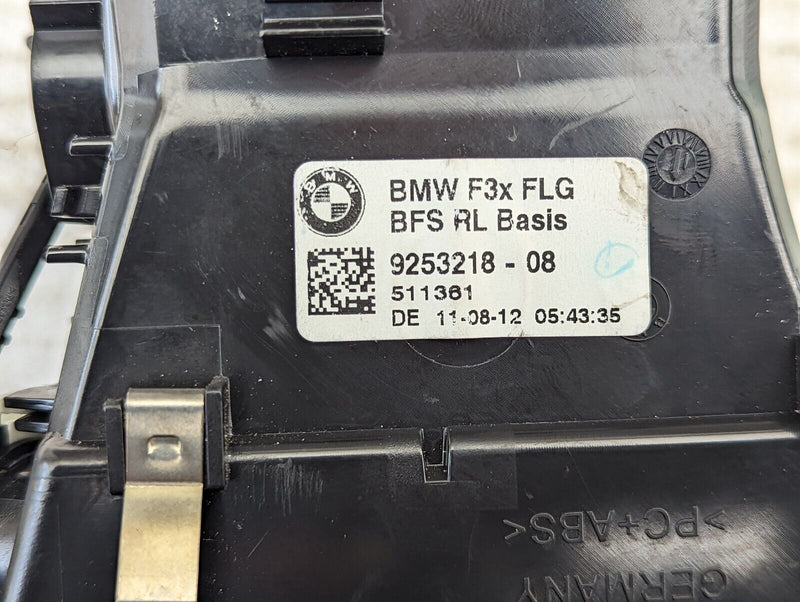 BMW
BMW F3x FLG
BFS RL Basis
9253218 - 08
511361
DE 11-08-12 05:43:35
>PC+ABS<
GERMANY